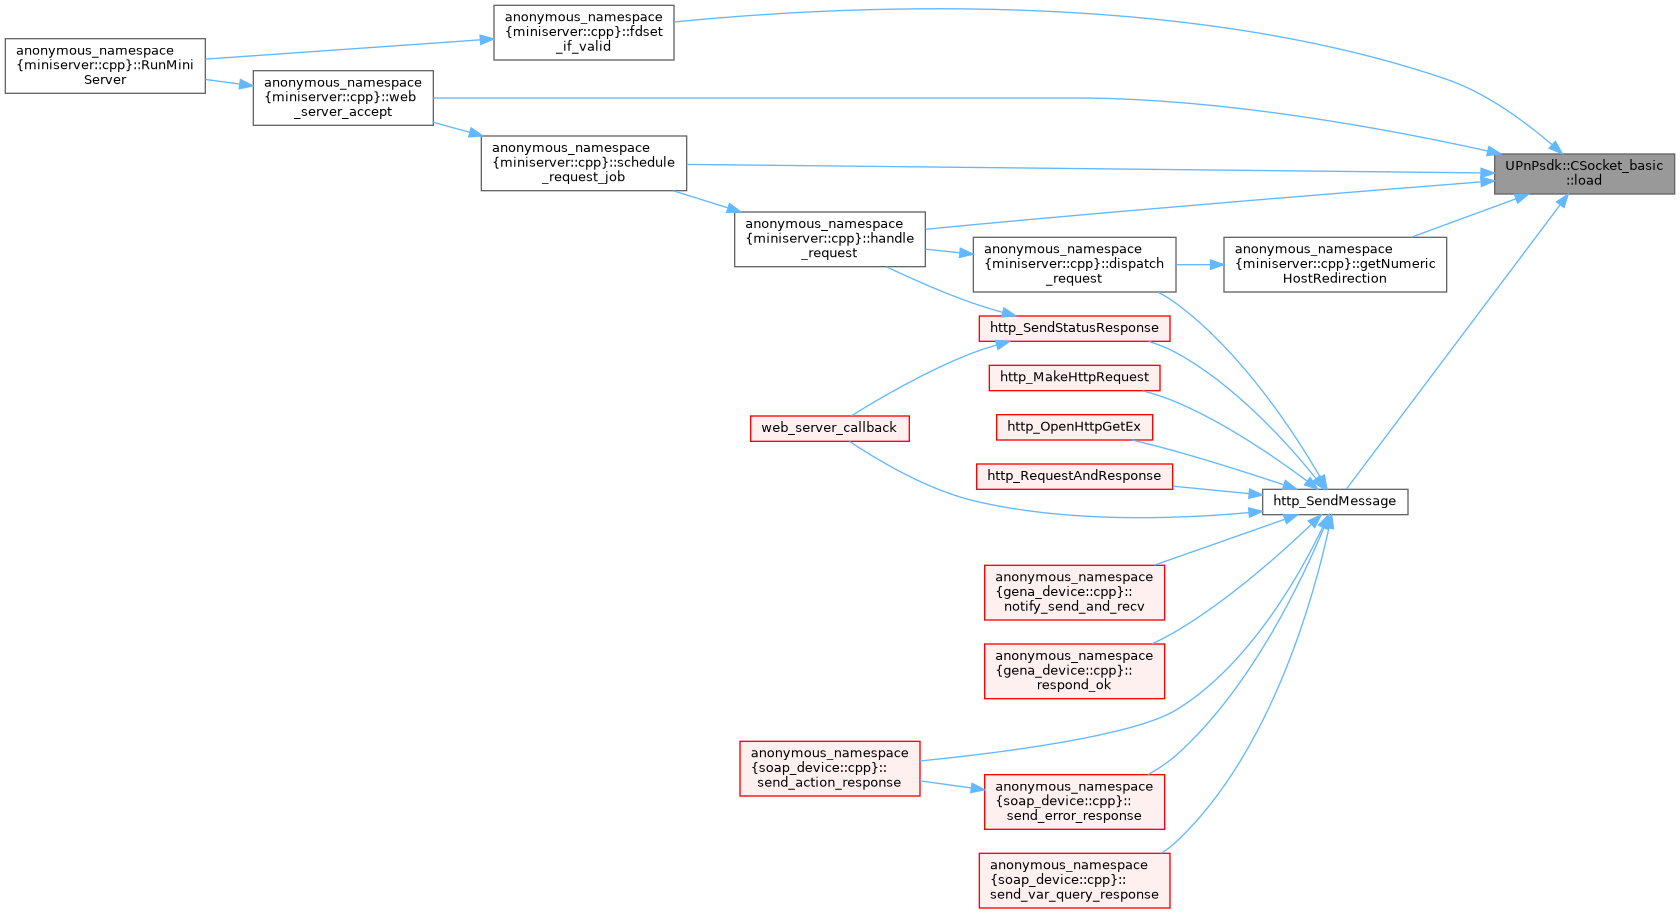 anonymous_namespace
{miniserver::cpp}::fdset
_if_valid
anonymous_namespace
{miniserver::cpp}::RunMini
Server
anonymous_namespace
{miniserver::cpp}::web
_server_accept
anonymous_namespace
{miniserver::cpp}::schedule
_request_job
UPnPsdk::CSocket_basic
::load
anonymous_namespace
{miniserver::cpp}::handle
_request
anonymous_namespace
{miniserver::cpp}::dispatch
_request
anonymous_namespace
{miniserver::cpp}::getNumeric
HostRedirection
http_SendStatusResponse
http_MakeHttpRequest
http_OpenHttpGetEx
web_server_callback
http_RequestAndResponse
http_SendMessage
anonymous_namespace
{gena_device::cpp}::
notify_send_and_recv
anonymous_namespace
{gena_device::cpp}::
respond_ok
anonymous_namespace
{soap_device::cpp}::
send_action_response
anonymous_namespace
{soap_device::cpp}::
send_error_response
anonymous_namespace
{soap_device::cpp}::
send_var_query_response